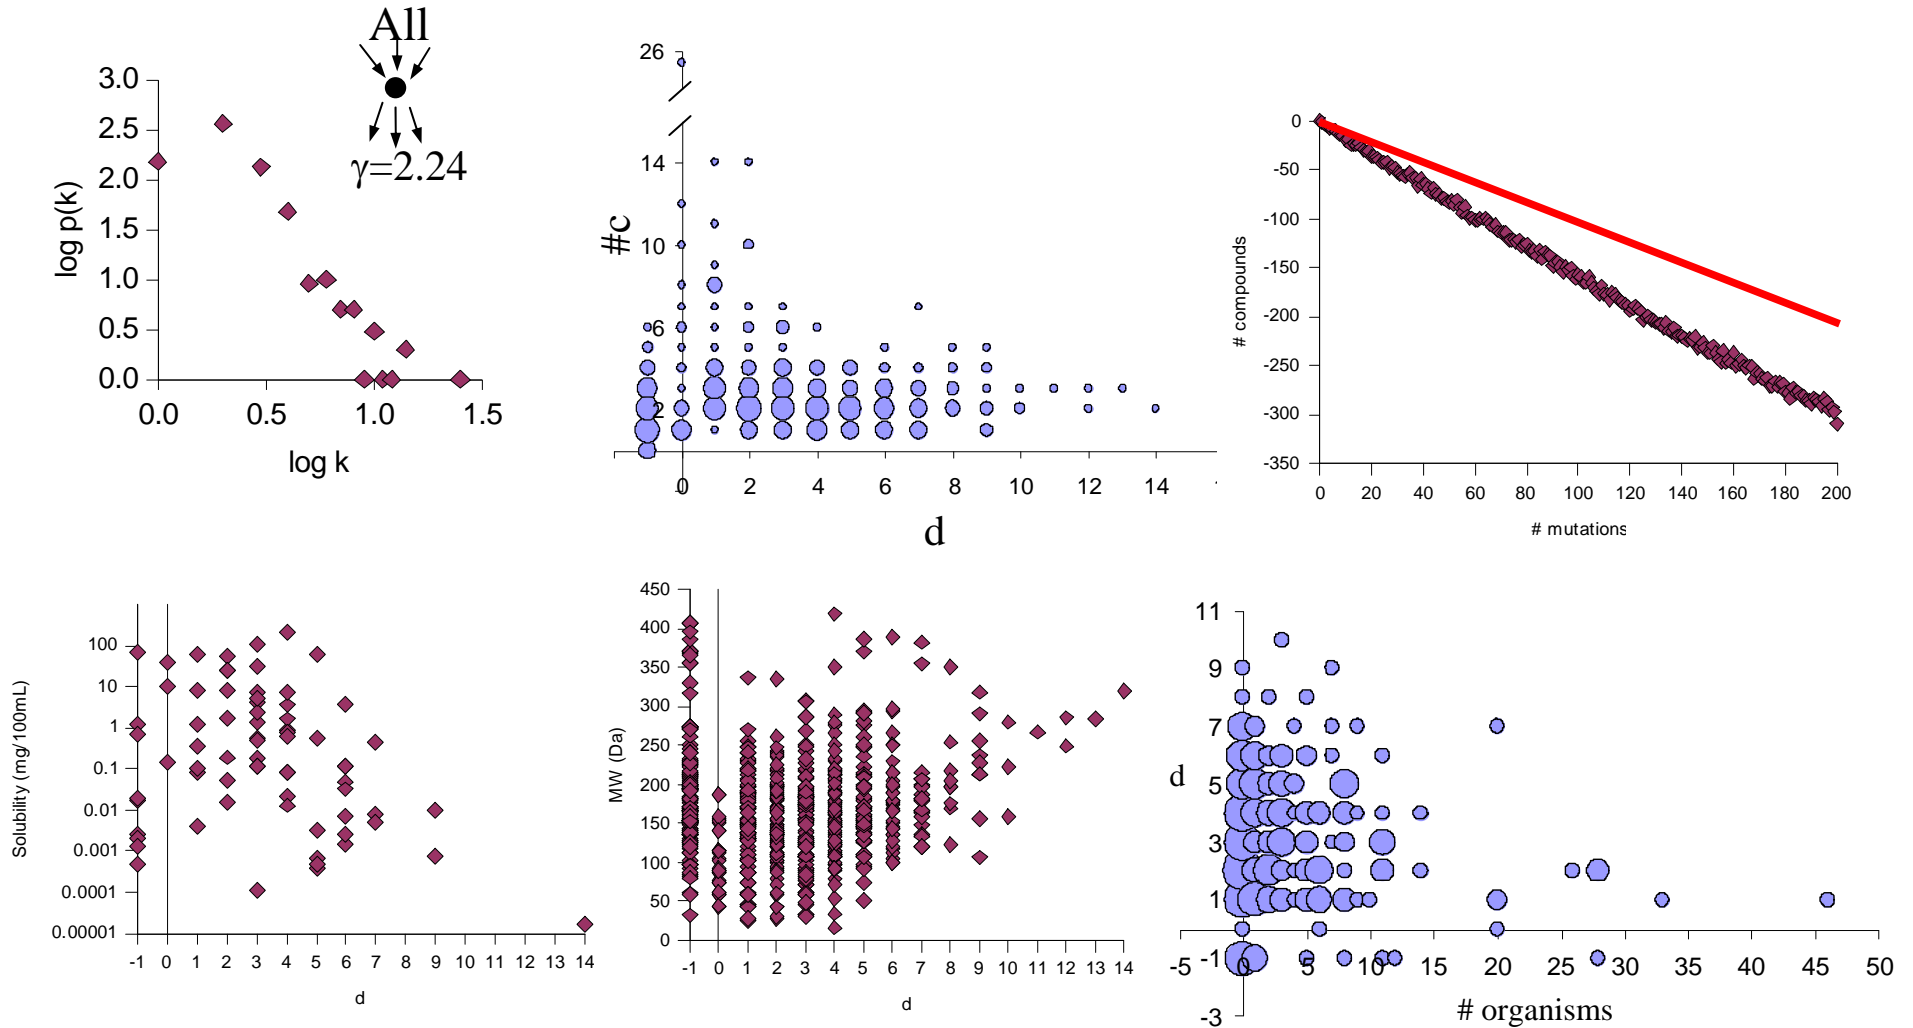 All
γ=2.24
3.0
2.5
2.0
1.5
1.0
0.5
0.0
log p(k)
0.0 0.5 1.0 1.5
log k
26
14
10
6
2
#c
0 2 4 6 8 10 12 14
d
0
-50
-100
-150
-200
-250
-300
-350
# compounds
0 20 40 60 80 100 120 140 160 180 200
# mutations
100
10
1
0.1
0.01
0.001
0.0001
0.00001
Solubility (mg/100mL)
-1 0 1 2 3 4 5 6 7 8 9 10 11 12 13 14
d
450
400
350
300
250
200
150
100
50
0
MW (Da)
-1 0 1 2 3 4 5 6 7 8 9 10 11 12 13 14
d
11
9
7
5
3
1
-1
-3
d
-5 0 5 10 15 20 25 30 35 40 45 50
# organisms